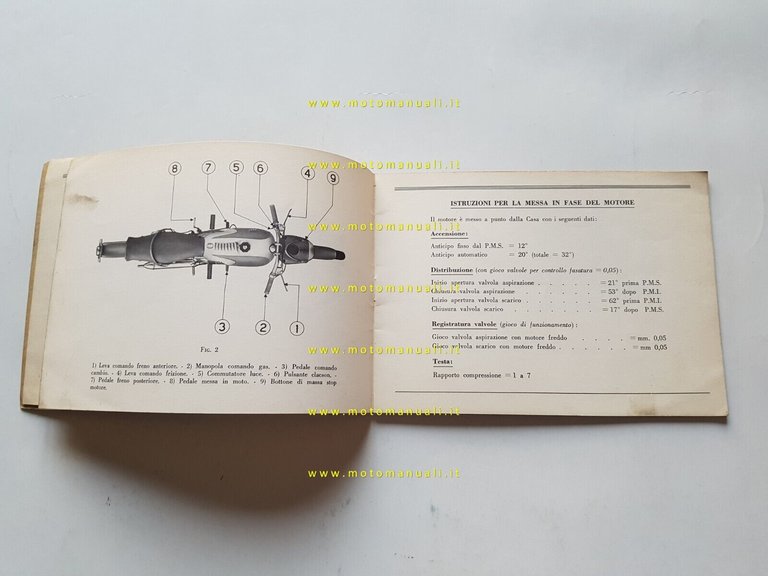 www.motomanuali.it
www.motomanuali.it
www.motomanuali.it
www.motomanuali.it
www.motomanuali.it
www.motomanuali.it
www.motomanuali.it
8
7
5
6
4
9
3
2
1
FIG. 2
1) Leva comando freno anteriore. - 2) Manopola comando gas. - 3) Pedale comando
cambio. - 4) Leva comando frizione. - 5) Commutatore luce. - 6) Pulsante clacson. -
7) Pedale freno posteriore. - 8) Pedale messa in moto. - 9) Bottone di massa stop
motore.
ISTRUZIONI PER LA MESSA IN FASE DEL MOTORE
Il motore è messo a punto dalla Casa con i seguenti dati:
Accensione:
Anticipo fisso dal P.M.S. = 12°
Anticipo automatico = 20° (totale = 32°)
Distribuzione (con gioco valvole per controllo fasatura = 0,05):
Inizio apertura valvola aspirazione . . . . . . = 21° prima P.M.S.
Chiusura valvola aspirazione . . . . . . . = 53° dopo P.M.I.
Inizio apertura valvola scarico . . . . . . . = 62° prima P.M.I.
Chiusura valvola scarico . . . . . . . . = 17° dopo P.M.S.
Registratura valvole (gioco di funzionamento):
Gioco valvola aspirazione con motore freddo . . . . . = mm. 0,05
Gioco valvola scarico con motore freddo . . . . . . = mm 0,05
Testa:
Rapporto compressione = 1 a 7